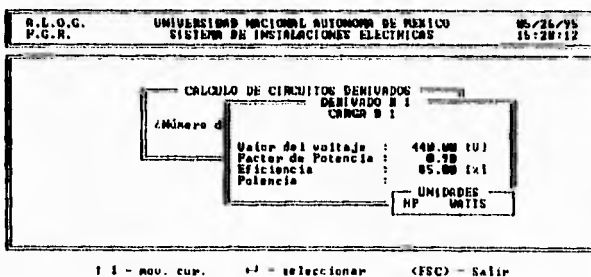 A.L.O.G. UNIVERSIDAD NACIONAL AUTONOMA DE MEXICO 05/26/95
P.G.R. SISTEMA DE INSTALACIONES ELECTRICAS 15:20:12
CALCULO DE CIRCUITOS DERIVADOS
DERIVADO # 1
CARGA # 1
¿Número d
Valor del voltaje : 440.00 [V]
Factor de Potencia : 0.90
Eficiencia : 85.00 [%]
Potencia :
UNIDADES
HP WATTS
↑ ↓ - mov. cur. ↵ - seleccionar <ESC> - Salir